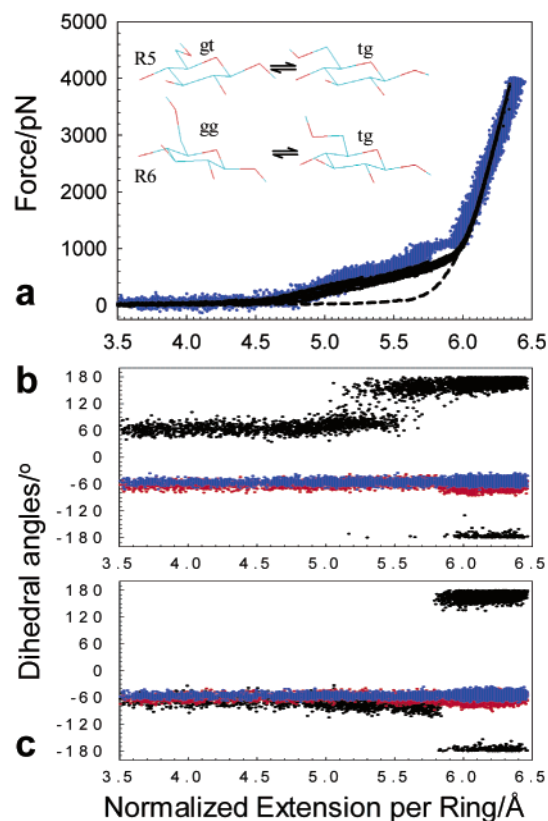 a
Force/pN
5000
4000
3000
2000
1000
0
R5 gt tg
gg tg
R6
3.5 4.0 4.5 5.0 5.5 6.0 6.5
b
Dihedral angles/º
180
120
60
0
-60
-120
-180
3.5 4.0 4.5 5.0 5.5 6.0 6.5
c
180
120
60
0
-60
-120
-180
3.5 4.0 4.5 5.0 5.5 6.0 6.5
Normalized Extension per Ring/Å